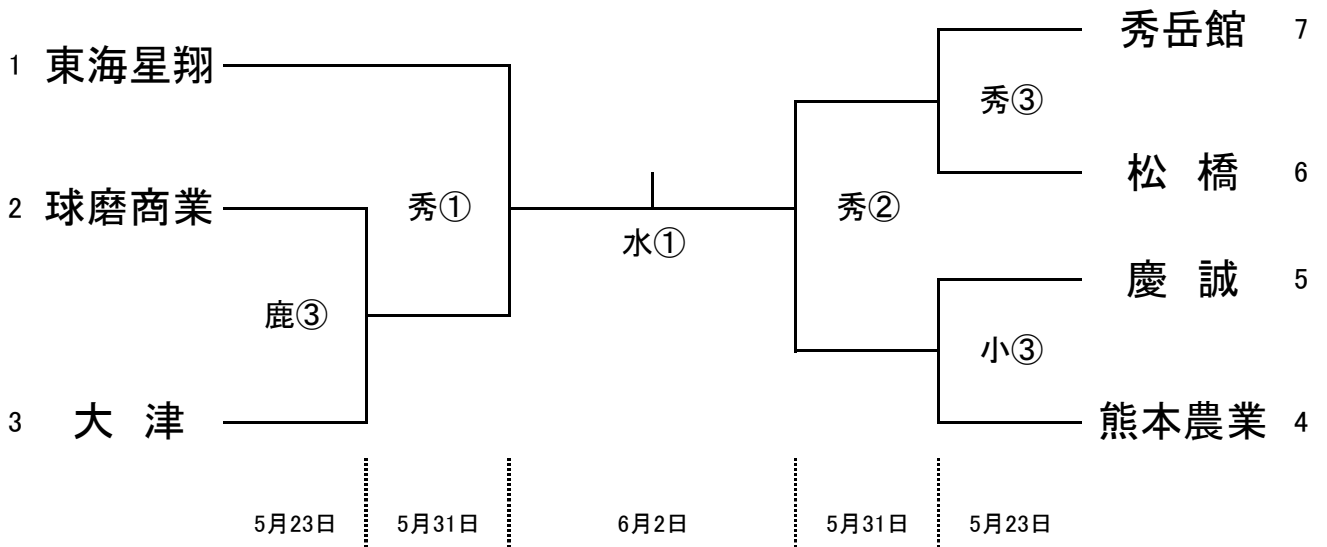 1 東海星翔
2 球磨商業
3 大 津
秀①
鹿③
水①
秀②
秀③
小③
秀岳館 7
松 橋 6
慶 誠 5
熊本農業 4
5月23日 5月31日 6月2日 5月31日 5月23日